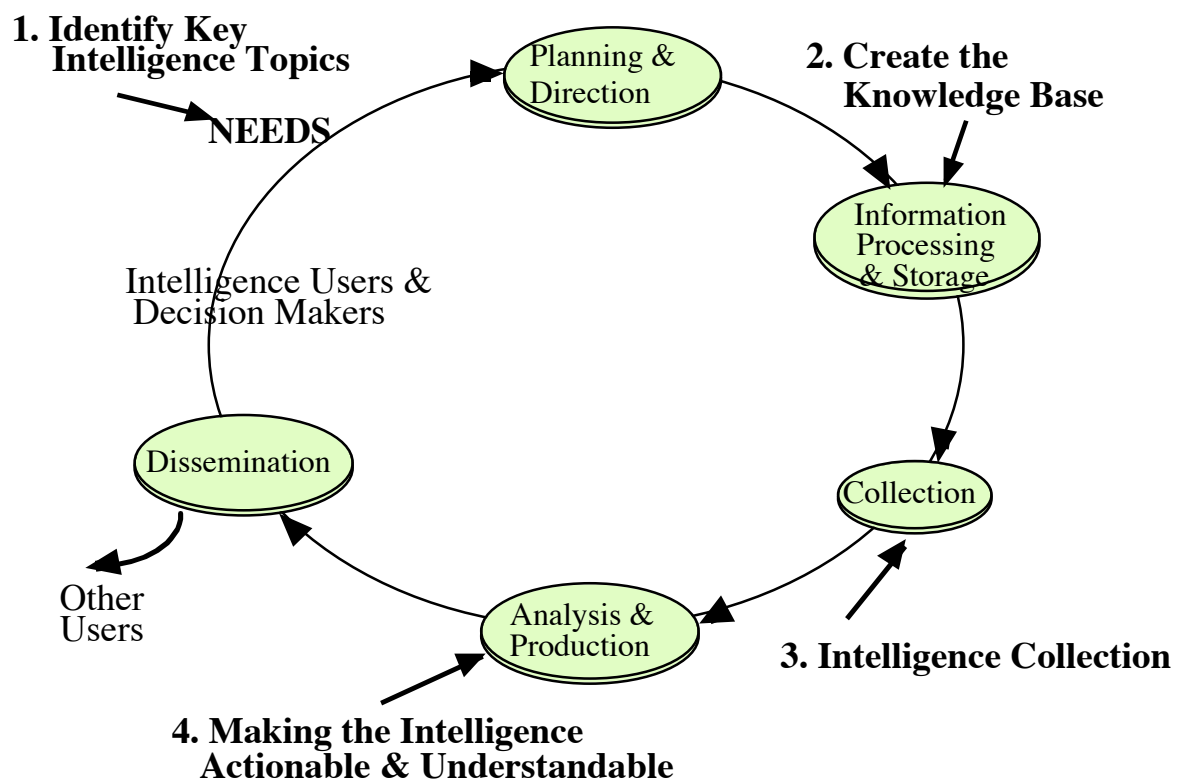 1. Identify Key
Intelligence Topics
NEEDS
Planning &
Direction
2. Create the
Knowledge Base
Information
Processing
& Storage
Intelligence Users &
Decision Makers
Dissemination
Collection
Other
Users
Analysis &
Production
3. Intelligence Collection
4. Making the Intelligence
Actionable & Understandable